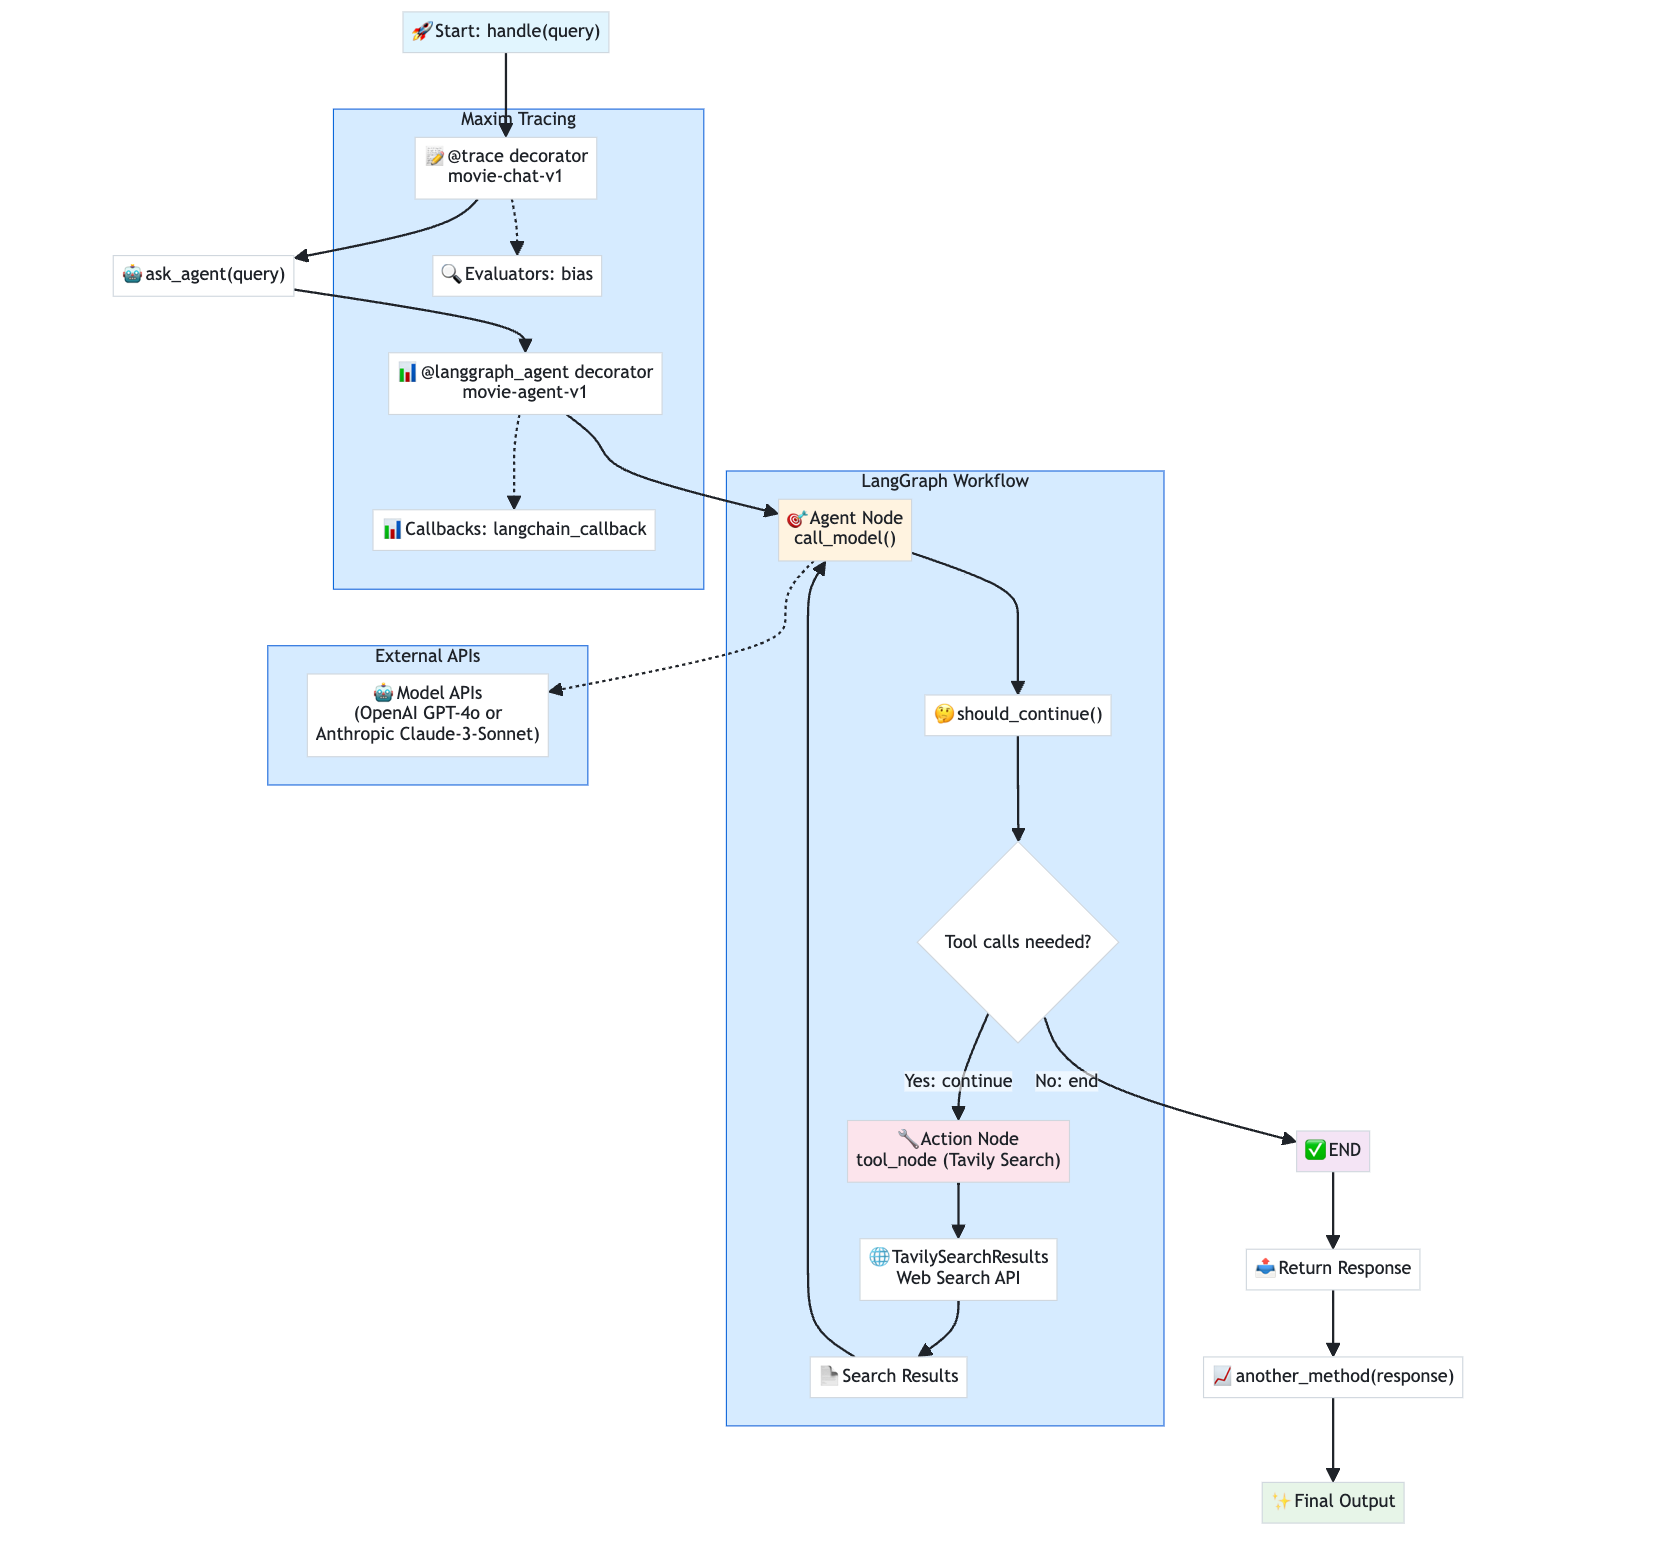 🚀Start: handle(query)
Maxim Tracing
📝@trace decorator
movie-chat-v1
🤖ask_agent(query)
🔍Evaluators: bias
📊@langgraph_agent decorator
movie-agent-v1
📊Callbacks: langchain_callback
LangGraph Workflow
🎯Agent Node
call_model()
External APIs
🤖Model APIs
(OpenAI GPT-4o or
Anthropic Claude-3-Sonnet)
🤔should_continue()
Tool calls needed?
Yes: continue
No: end
🔧Action Node
tool_node (Tavily Search)
✅END
🌐TavilySearchResults
Web Search API
📤Return Response
📄Search Results
📈another_method(response)
✨Final Output